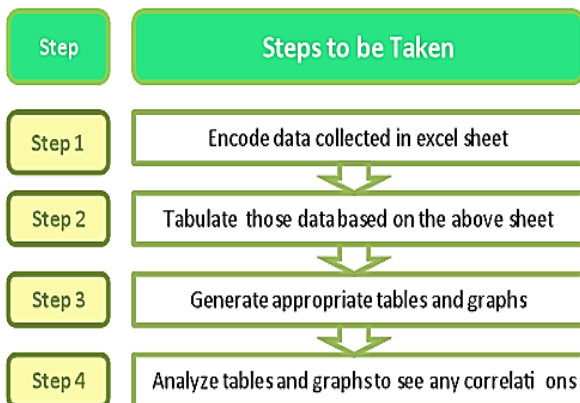 Step
Steps to be Taken
Step 1
Encode data collected in excel sheet
Step 2
Tabulate those data based on the above sheet
Step 3
Generate appropriate tables and graphs
Step 4
Analyze tables and graphs to see any correlati ons